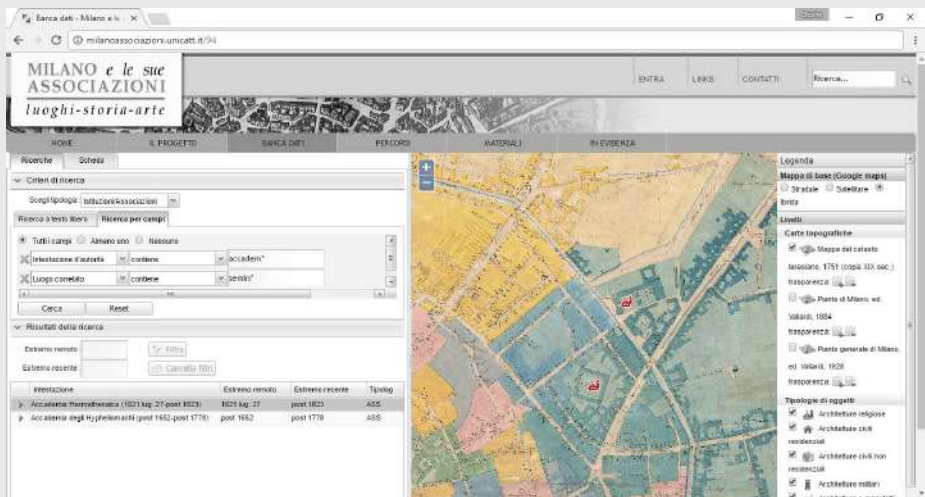 Banca dati - Milano e le
milanoassociazioni.unicatt.it/94
MILANO e le sue
ASSOCIAZIONI
luoghi-storia-arte
ENTRA
LINKS
CONTATTI
Ricerca...
HOME
IL PROGETTO
BANCA DATI
PERCORSI
MATERIALI
IN EVIDENZA
Ricerche
Scheda
Criteri di ricerca
Scegli tipologia: Istituzioni/Associazioni
Ricerca a testo libero
Ricerca per campi
Tutti i campi
Almeno uno
Nessuno
Intestazione d'autorità
contiene
accadem*
Luogo correlato
contiene
semin*
Cerca
Reset
Risultati della ricerca
Estremo remoto
Filtra
Estremo recente
Cancella filtri
Intestazione
Estremo remoto
Estremo recente
Tipolog
Accademia Hermathenaica (1621 lug. 27-post 1823)
1621 lug. 27
post 1823
ASS
Accademia degli Hyphelomachi (post 1652-post 1778)
post 1652
post 1778
ASS
Legenda
Mappa di base (Google maps)
Stradale
Satellitare
Ibrida
Livelli
Carte topografiche
Mappa del catasto
teresiano, 1751 (copia XIX sec.)
trasparenza:
Pianta di Milano, ed.
Vallardi, 1884
trasparenza:
Pianta generale di Milano,
ed. Vallardi, 1928
trasparenza:
Tipologie di oggetti
Architetture religiose
Architetture civili
residenziali
Architetture civili non
residenziali
Architetture militari